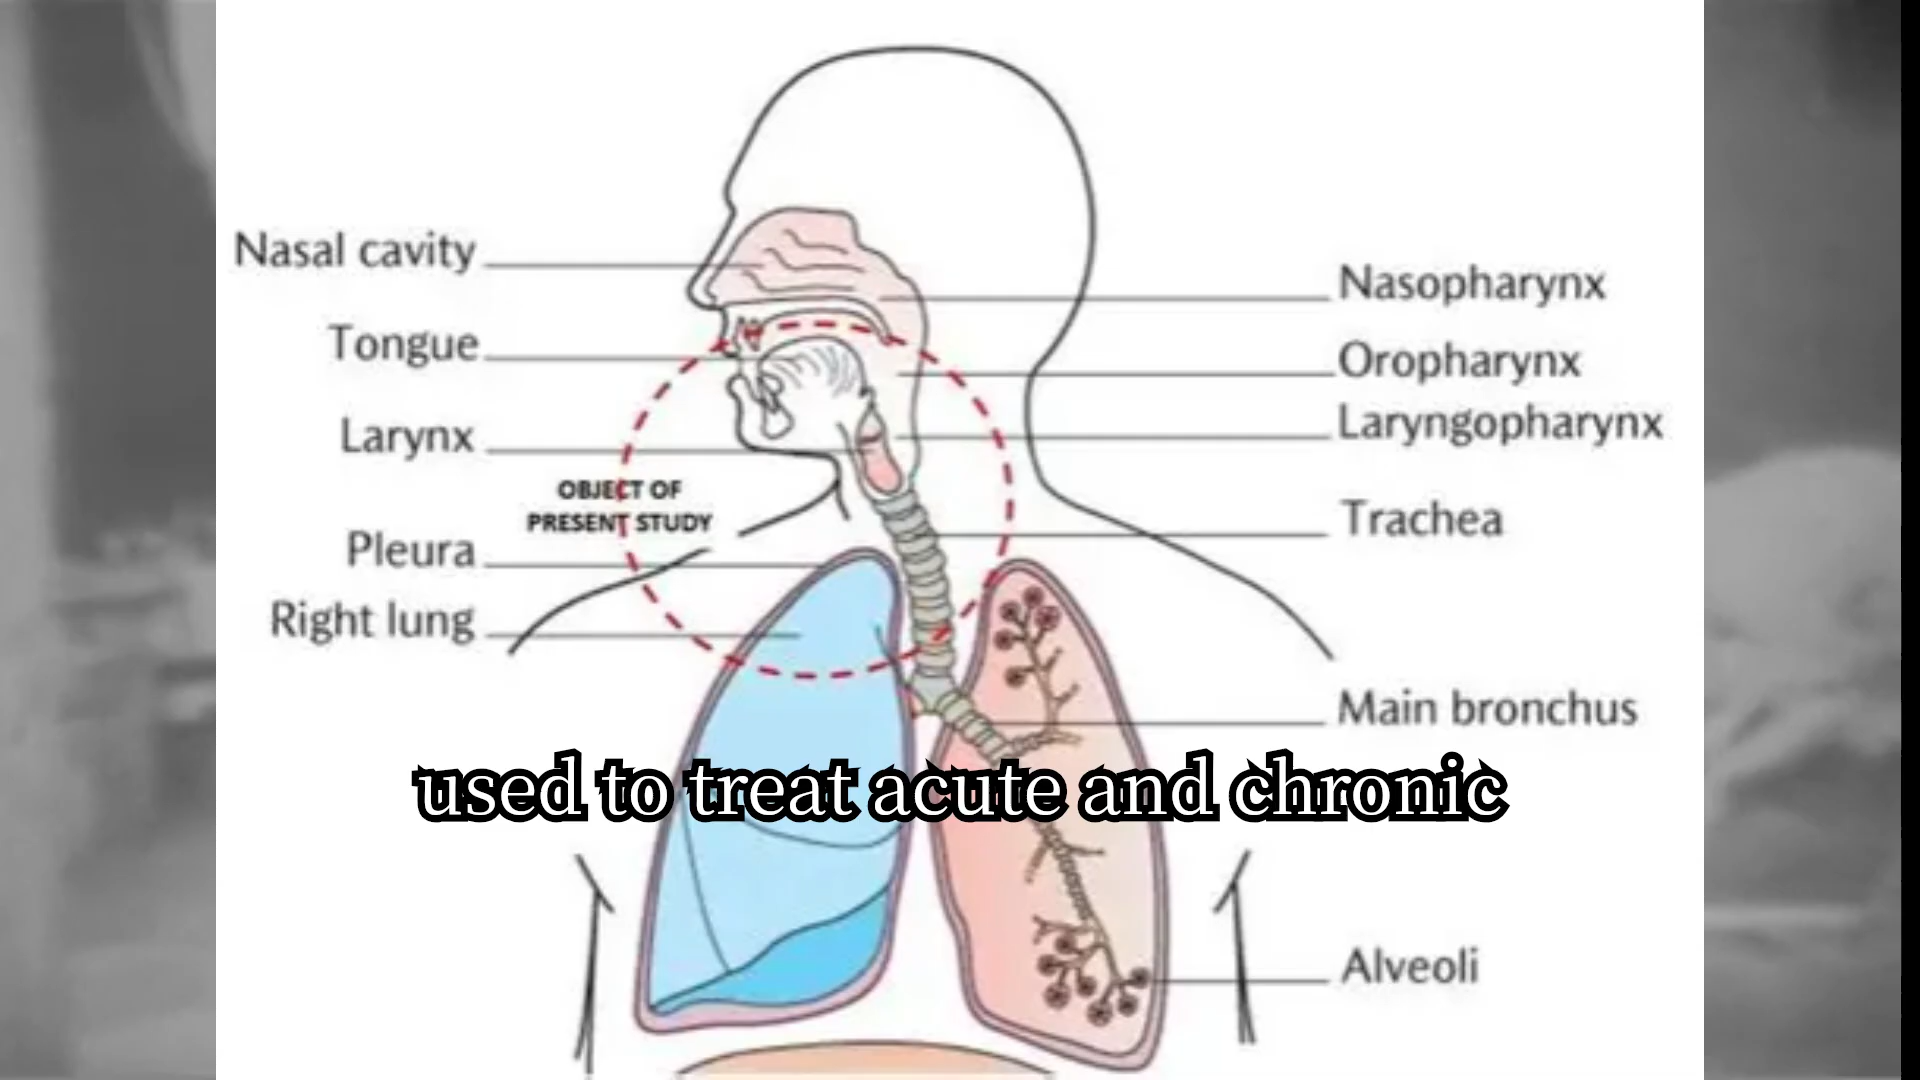 Nasal cavity
Tongue
Larynx
OBJECT OF
PRESENT STUDY
Pleura
Right lung
Nasopharynx
Oropharynx
Laryngopharynx
Trachea
Main bronchus
used to treat acute and chronic
Alveoli